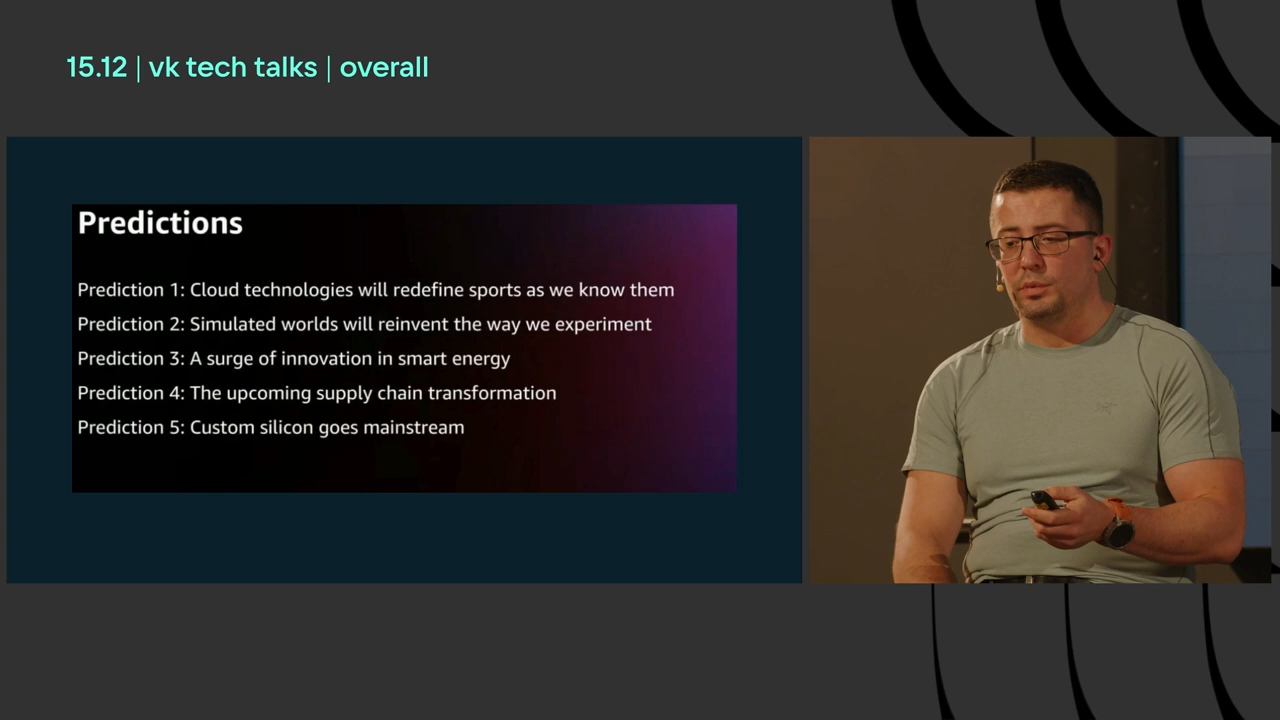 15.12 | vk tech talks | overall
Predictions
Prediction 1: Cloud technologies will redefine sports as we know them
Prediction 2: Simulated worlds will reinvent the way we experiment
Prediction 3: A surge of innovation in smart energy
Prediction 4: The upcoming supply chain transformation
Prediction 5: Custom silicon goes mainstream